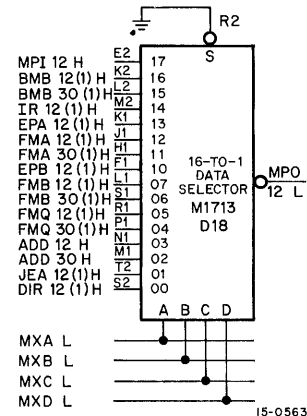 R2
S
MPI 12 H E2 17
BMB 12(1) H K2 16
BMB 30(1)H L2 15
IR 12(1)H M2 14
EPA 12(1)H K1 13
FMA 12(1)H J1 12
FMA 30(1)H H1 11
EPB 12(1)H F1 10
FMB 12(1)H L1 07
FMB 30(1)H S1 06
FMQ 12(1)H R1 05
FMQ 30(1)H P1 04
ADD 12 H N1 03
ADD 30 H M1 02
JEA 12(1)H T2 01
DIR 12(1)H S2 00
16-TO-1
DATA
SELECTOR
M1713
D18
MPO
12 L
A B C D
MXA L
MXB L
MXC L
MXD L
15-0563